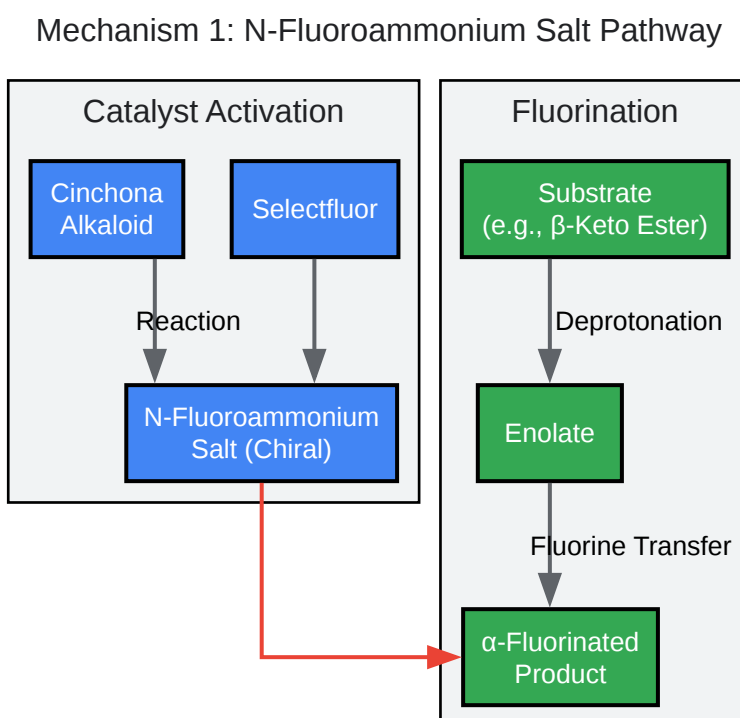 Mechanism 1: N-Fluoroammonium Salt Pathway
Catalyst Activation
Cinchona
Alkaloid
Selectfluor
Reaction
N-Fluoroammonium
Salt (Chiral)
Fluorination
Substrate
(e.g., β-Keto Ester)
Deprotonation
Enolate
Fluorine Transfer
α-Fluorinated
Product